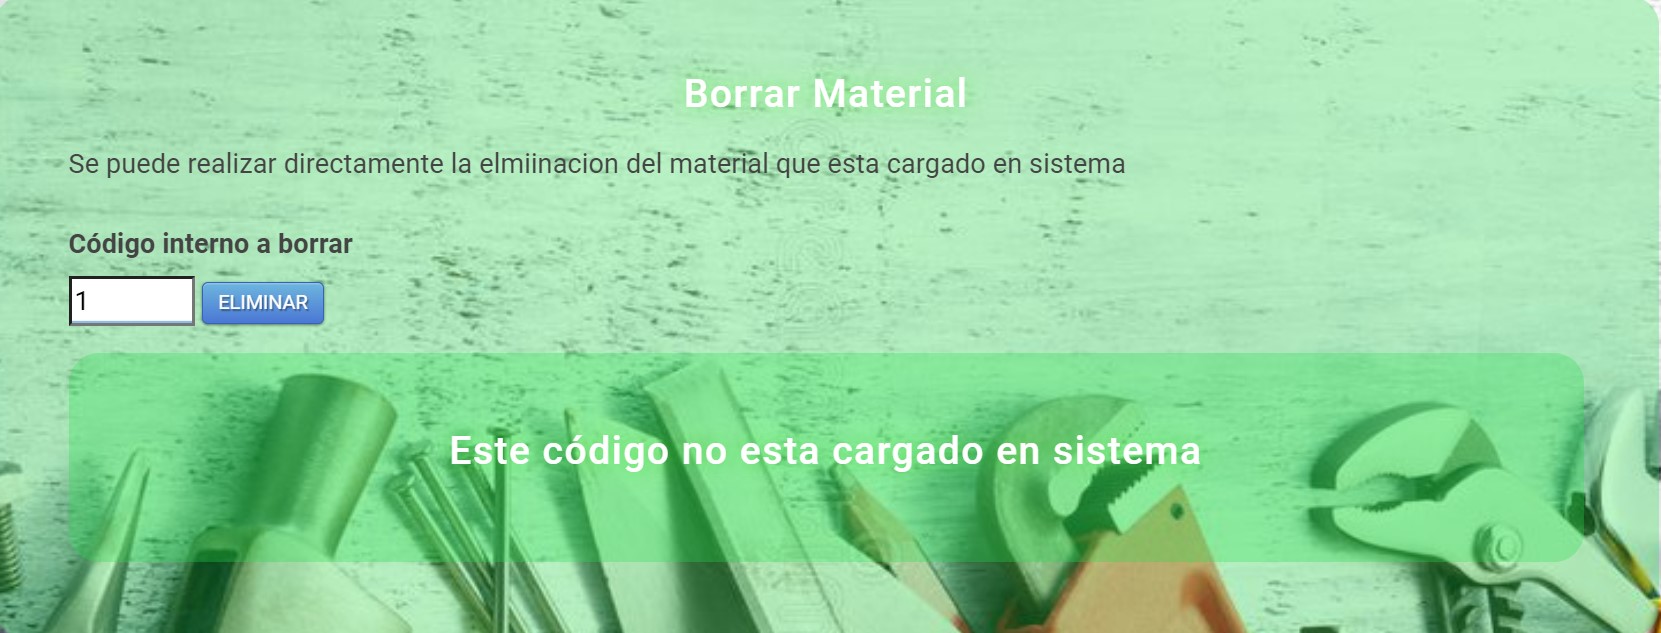 Borrar Material
Se puede realizar directamente la elmiinacion del material que esta cargado en sistema
Código interno a borrar
1
ELIMINAR
Este código no esta cargado en sistema